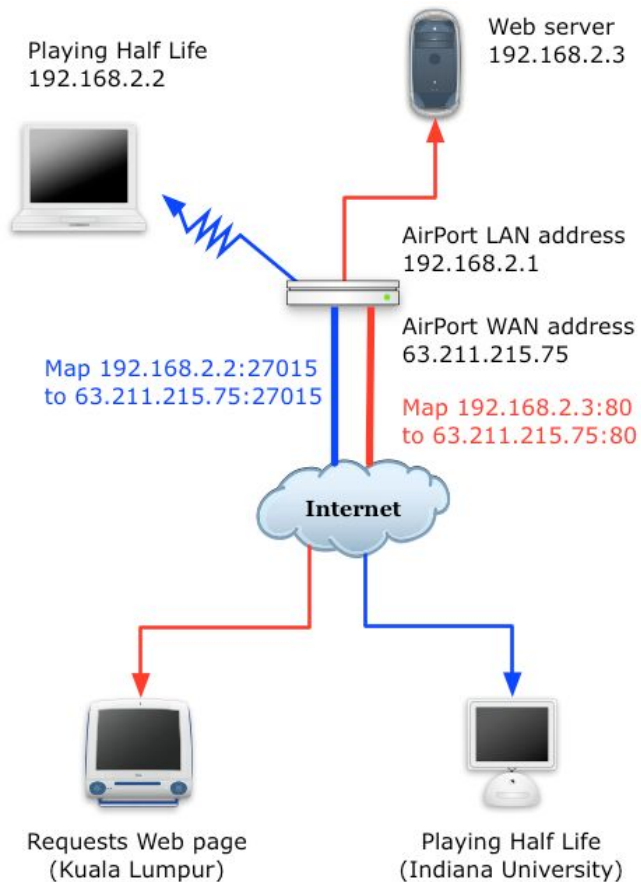 Playing Half Life
192.168.2.2
Web server
192.168.2.3
AirPort LAN address
192.168.2.1
AirPort WAN address
63.211.215.75
Map 192.168.2.2:27015
to 63.211.215.75:27015
Map 192.168.2.3:80
to 63.211.215.75:80
Internet
Requests Web page
(Kuala Lumpur)
Playing Half Life
(Indiana University)